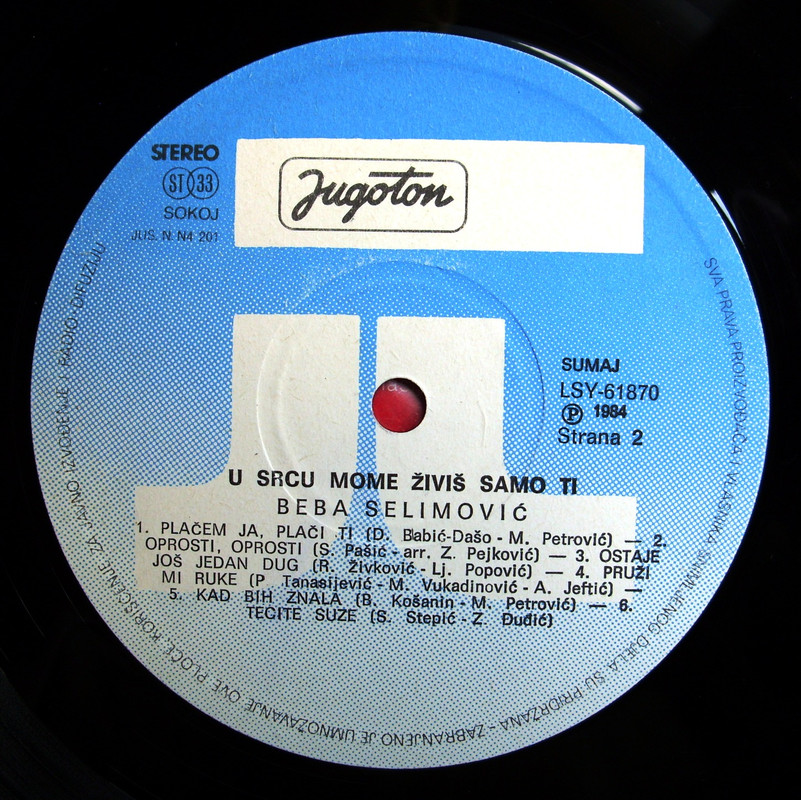 STEREO
ST 33
SOKOJ
JUS. N. N4 201
Jugoton
SUMAJ
LSY-61870
Ⓟ 1984
Strana 2
U SRCU MOME ŽIVIŠ SAMO TI
BEBA SELIMOVIĆ
1. PLAČEM JA, PLAČI TI (D. Babić-Dašo - M. Petrović) — 2.
OPROSTI, OPROSTI (S. Pašić - arr. Z. Pejković) — 3. OSTAJE
JOŠ JEDAN DUG (R. Živković - Lj. Popović) — 4. PRUŽI
MI RUKE (P. Tanasijević - M. Vukadinović - A. Jeftić) —
5. KAD BIH ZNALA (B. Košanin - M. Petrović) — 6.
TECITE SUZE (S. Stepić - Z. Đudić)
SVA PRAVA PROIZVOĐAČA I VLASNIKA SNIMLJENOG DJELA SU PRIDRŽANA - ZABRANJENO JE UMNOŽAVANJE OVE PLOČE KORIŠĆENJE ZA JAVNO IZVOĐENJE I RADIO DIFUZIJU